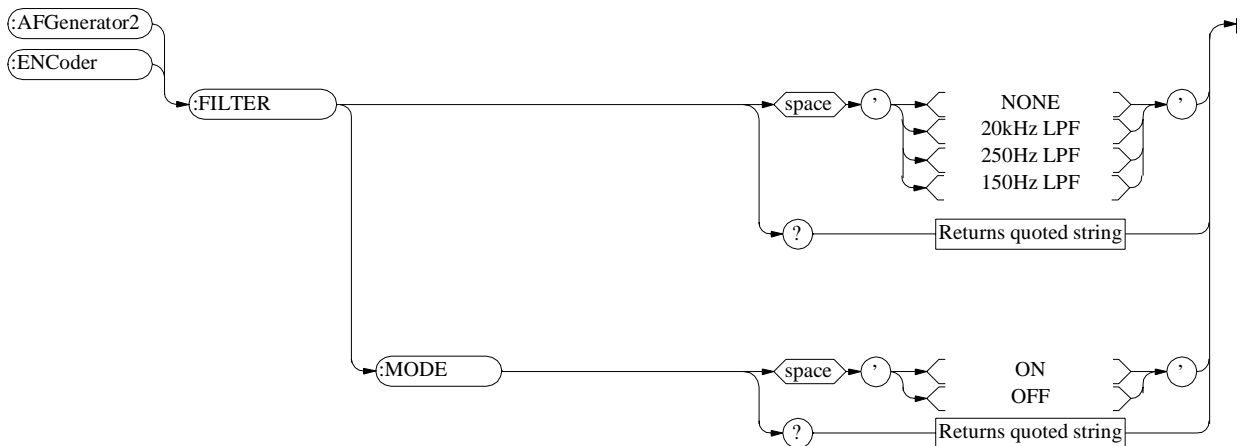 :AFGenerator2
:ENCoder
:FILTER
space
’
NONE
’
20kHz LPF
250Hz LPF
150Hz LPF
?
Returns quoted string
:MODE
space
’
ON
’
OFF
?
Returns quoted string